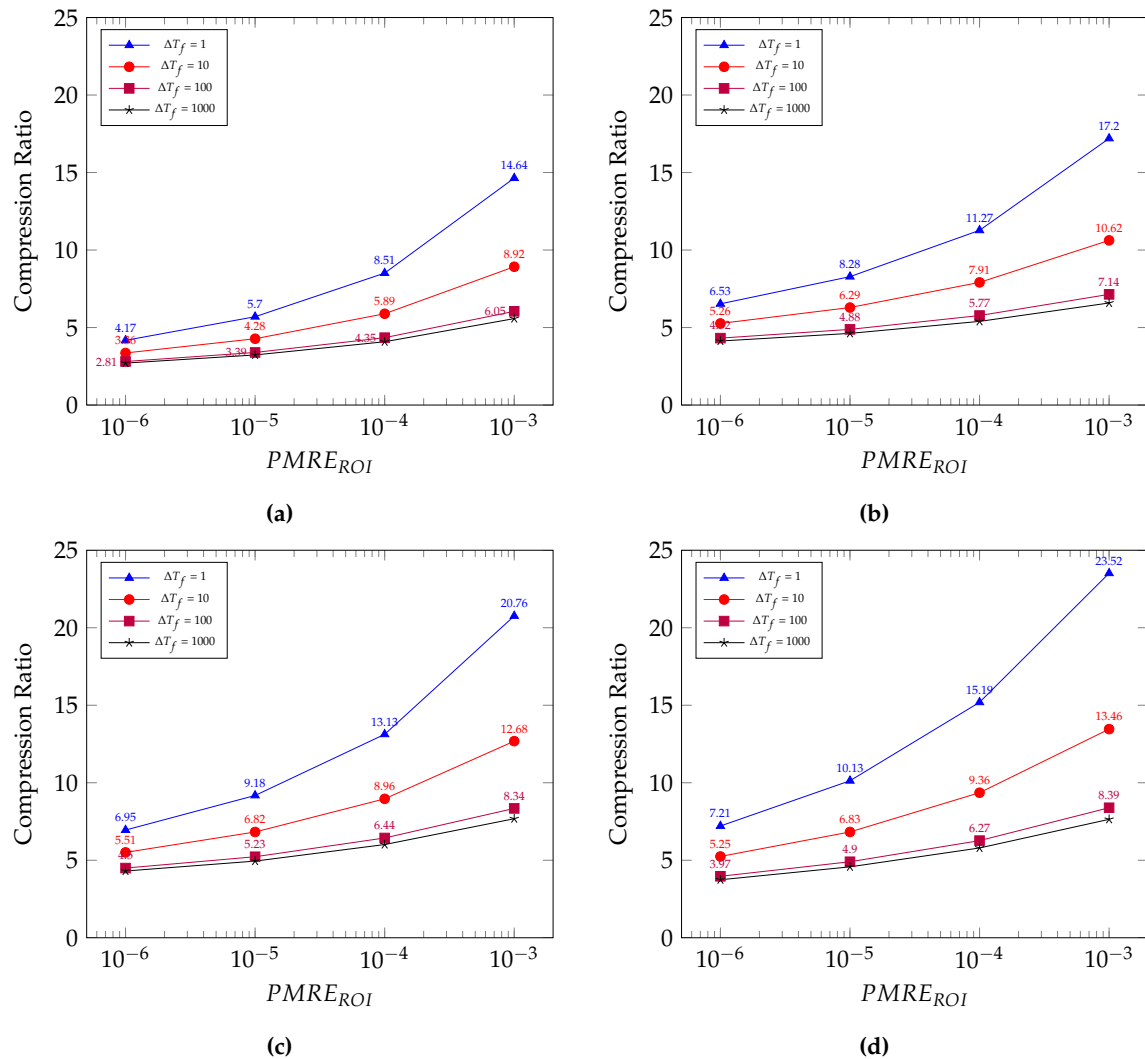 25
20
15
10
5
0
Compression Ratio
ΔT_f = 1
ΔT_f = 10
ΔT_f = 100
ΔT_f = 1000
14.64
8.51
8.92
5.7
5.89
6.05
4.17
4.28
4.35
3.39
2.81
10^−6 10^−5 10^−4 10^−3
PMRE_ROI
(a)
25
20
15
10
5
0
Compression Ratio
ΔT_f = 1
ΔT_f = 10
ΔT_f = 100
ΔT_f = 1000
17.2
11.27
10.62
8.28
7.91
7.14
6.53
6.29
5.77
5.26
4.88
10^−6 10^−5 10^−4 10^−3
PMRE_ROI
(b)
25
20
15
10
5
0
Compression Ratio
ΔT_f = 1
ΔT_f = 10
ΔT_f = 100
ΔT_f = 1000
20.76
13.13
12.68
9.18
8.96
8.34
6.95
6.82
6.44
5.51
5.23
10^−6 10^−5 10^−4 10^−3
PMRE_ROI
(c)
25
20
15
10
5
0
Compression Ratio
ΔT_f = 1
ΔT_f = 10
ΔT_f = 100
ΔT_f = 1000
23.52
15.19
13.46
10.13
9.36
8.39
7.21
6.83
6.27
5.25
4.9
3.97
10^−6 10^−5 10^−4 10^−3
PMRE_ROI
(d)